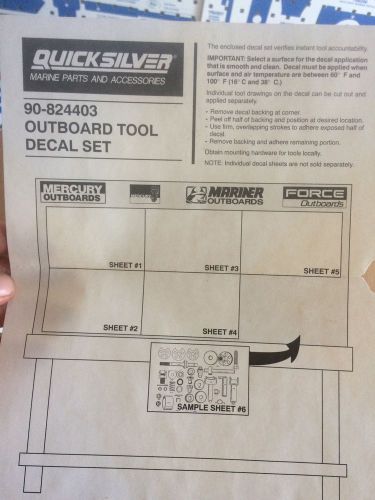 QUICKSILVER®
MARINE PARTS AND ACCESSORIES
90-824403
OUTBOARD TOOL
DECAL SET
The enclosed decal set verifies instant tool accountability.
IMPORTANT: Select a surface for the decal application
that is smooth and clean. Decal must be applied when
surface and air temperature are between 60° F and
100° F (16° C and 38° C.)
Individual tool drawings on the decal can be cut out and
applied separately.
- Remove decal backing at corner.
- Peel off half of backing and position at desired location.
- Use firm, overlapping strokes to adhere exposed half of
decal.
- Remove backing and adhere remaining portion.
Obtain mounting hardware for tools locally.
NOTE: Individual decal sheets are not sold separately.
MERCURY
OUTBOARDS
MARINER
OUTBOARDS
FORCE
Outboards
SHEET #1
SHEET #3
SHEET #5
SHEET #2
SHEET #4
SAMPLE SHEET #6